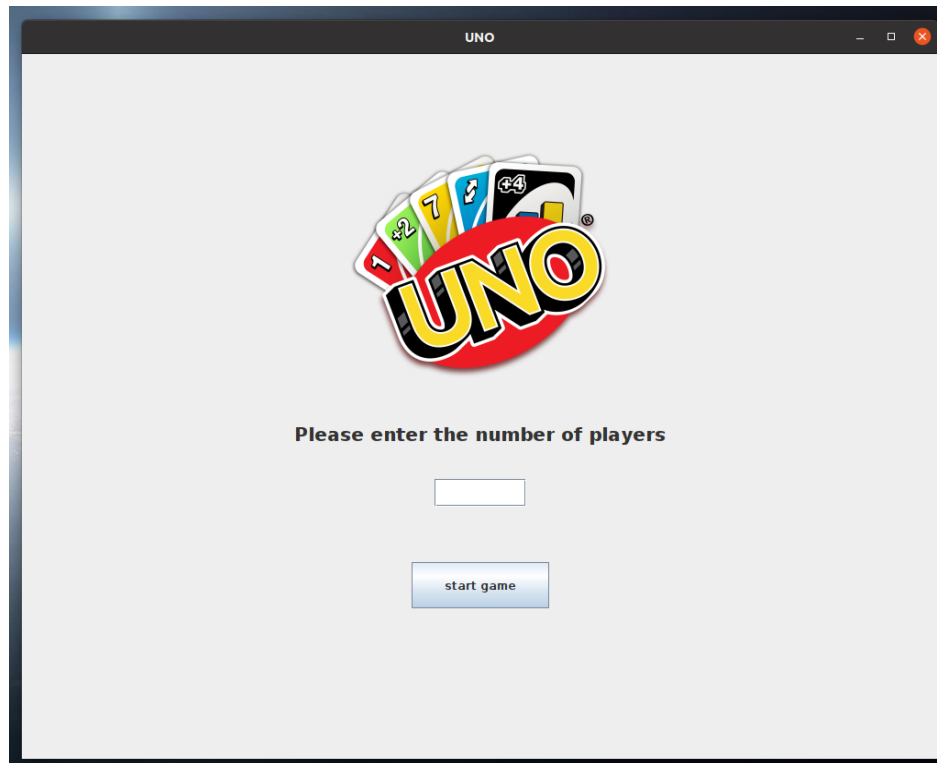 UNO
+4
7
+2
1
UNO®
Please enter the number of players
start game